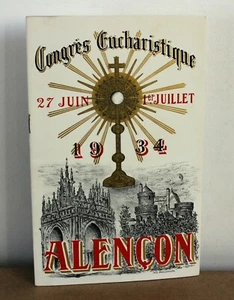 Congrès Eucharistique
27 JUIN 1er JUILLET
1934
ALENÇON